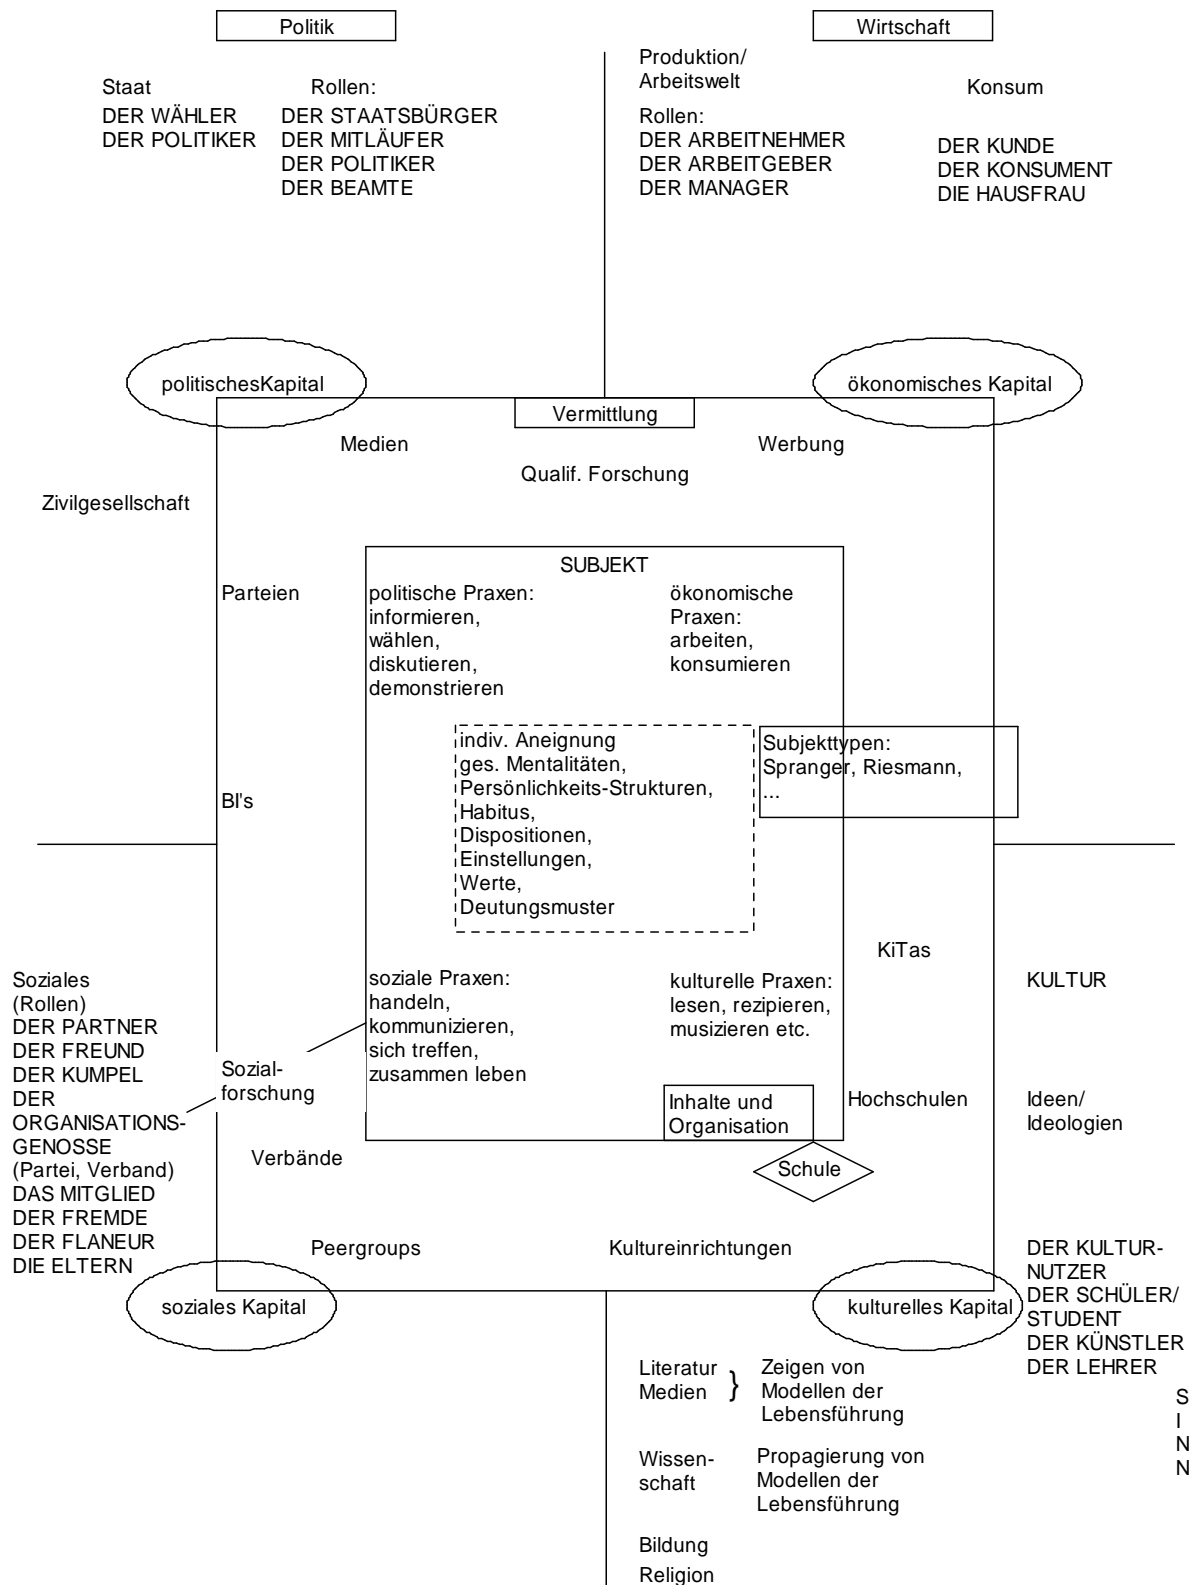 Politik
Wirtschaft
Staat
DER WÄHLER
DER POLITIKER
Rollen:
DER STAATSBÜRGER
DER MITLÄUFER
DER POLITIKER
DER BEAMTE
Produktion/
Arbeitswelt
Rollen:
DER ARBEITNEHMER
DER ARBEITGEBER
DER MANAGER
Konsum
DER KUNDE
DER KONSUMENT
DIE HAUSFRAU
politischesKapital
ökonomisches Kapital
Vermittlung
Medien
Werbung
Qualif. Forschung
Zivilgesellschaft
SUBJEKT
Parteien
politische Praxen:
informieren,
wählen,
diskutieren,
demonstrieren
ökonomische
Praxen:
arbeiten,
konsumieren
indiv. Aneignung
ges. Mentalitäten,
Persönlichkeits-Strukturen,
Habitus,
Dispositionen,
Einstellungen,
Werte,
Deutungsmuster
Subjekttypen:
Spranger, Riesmann,
...
BI's
KiTas
Soziales
(Rollen)
DER PARTNER
DER FREUND
DER KUMPEL
DER
ORGANISATIONS-
GENOSSE
(Partei, Verband)
DAS MITGLIED
DER FREMDE
DER FLANEUR
DIE ELTERN
soziale Praxen:
handeln,
kommunizieren,
sich treffen,
zusammen leben
kulturelle Praxen:
lesen, rezipieren,
musizieren etc.
KULTUR
Sozial-
forschung
Inhalte und
Organisation
Hochschulen
Ideen/
Ideologien
Verbände
Schule
Peergroups
Kultureinrichtungen
DER KULTUR-
NUTZER
DER SCHÜLER/
STUDENT
DER KÜNSTLER
DER LEHRER
soziales Kapital
kulturelles Kapital
Literatur
Medien
}
Zeigen von
Modellen der
Lebensführung
S
I
N
N
Wissen-
schaft
Propagierung von
Modellen der
Lebensführung
Bildung
Religion